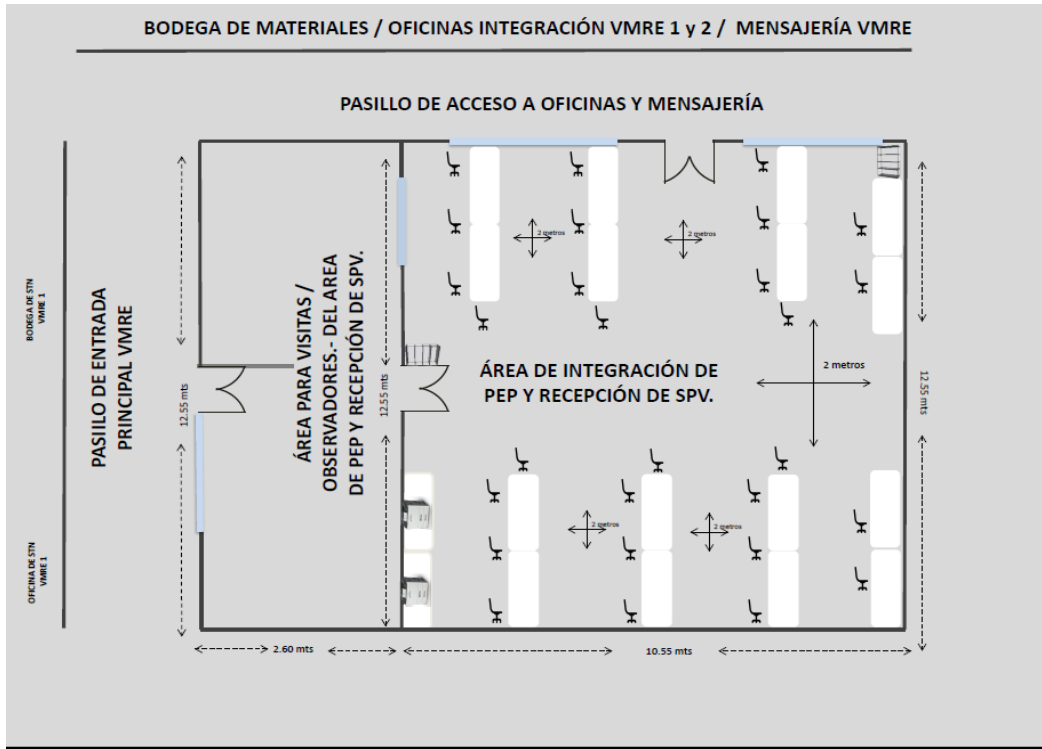 BODEGA DE MATERIALES / OFICINAS INTEGRACIÓN VMRE 1 y 2 / MENSAJERÍA VMRE
PASILLO DE ACCESO A OFICINAS Y MENSAJERÍA
BODEGA DE STN
VMRE 1
OFICINA DE STN
VMRE 1
PASIILO DE ENTRADA
PRINCIPAL VMRE
12.55 mts
ÁREA PARA VISITAS /
OBSERVADORES.- DEL AREA
DE PEP Y RECEPCIÓN DE SPV.
12.55 mts
2 metros
2 metros
ÁREA DE INTEGRACIÓN DE
PEP Y RECEPCIÓN DE SPV.
2 metros
12.55 mts
2 metros
2 metros
2.60 mts
10.55 mts